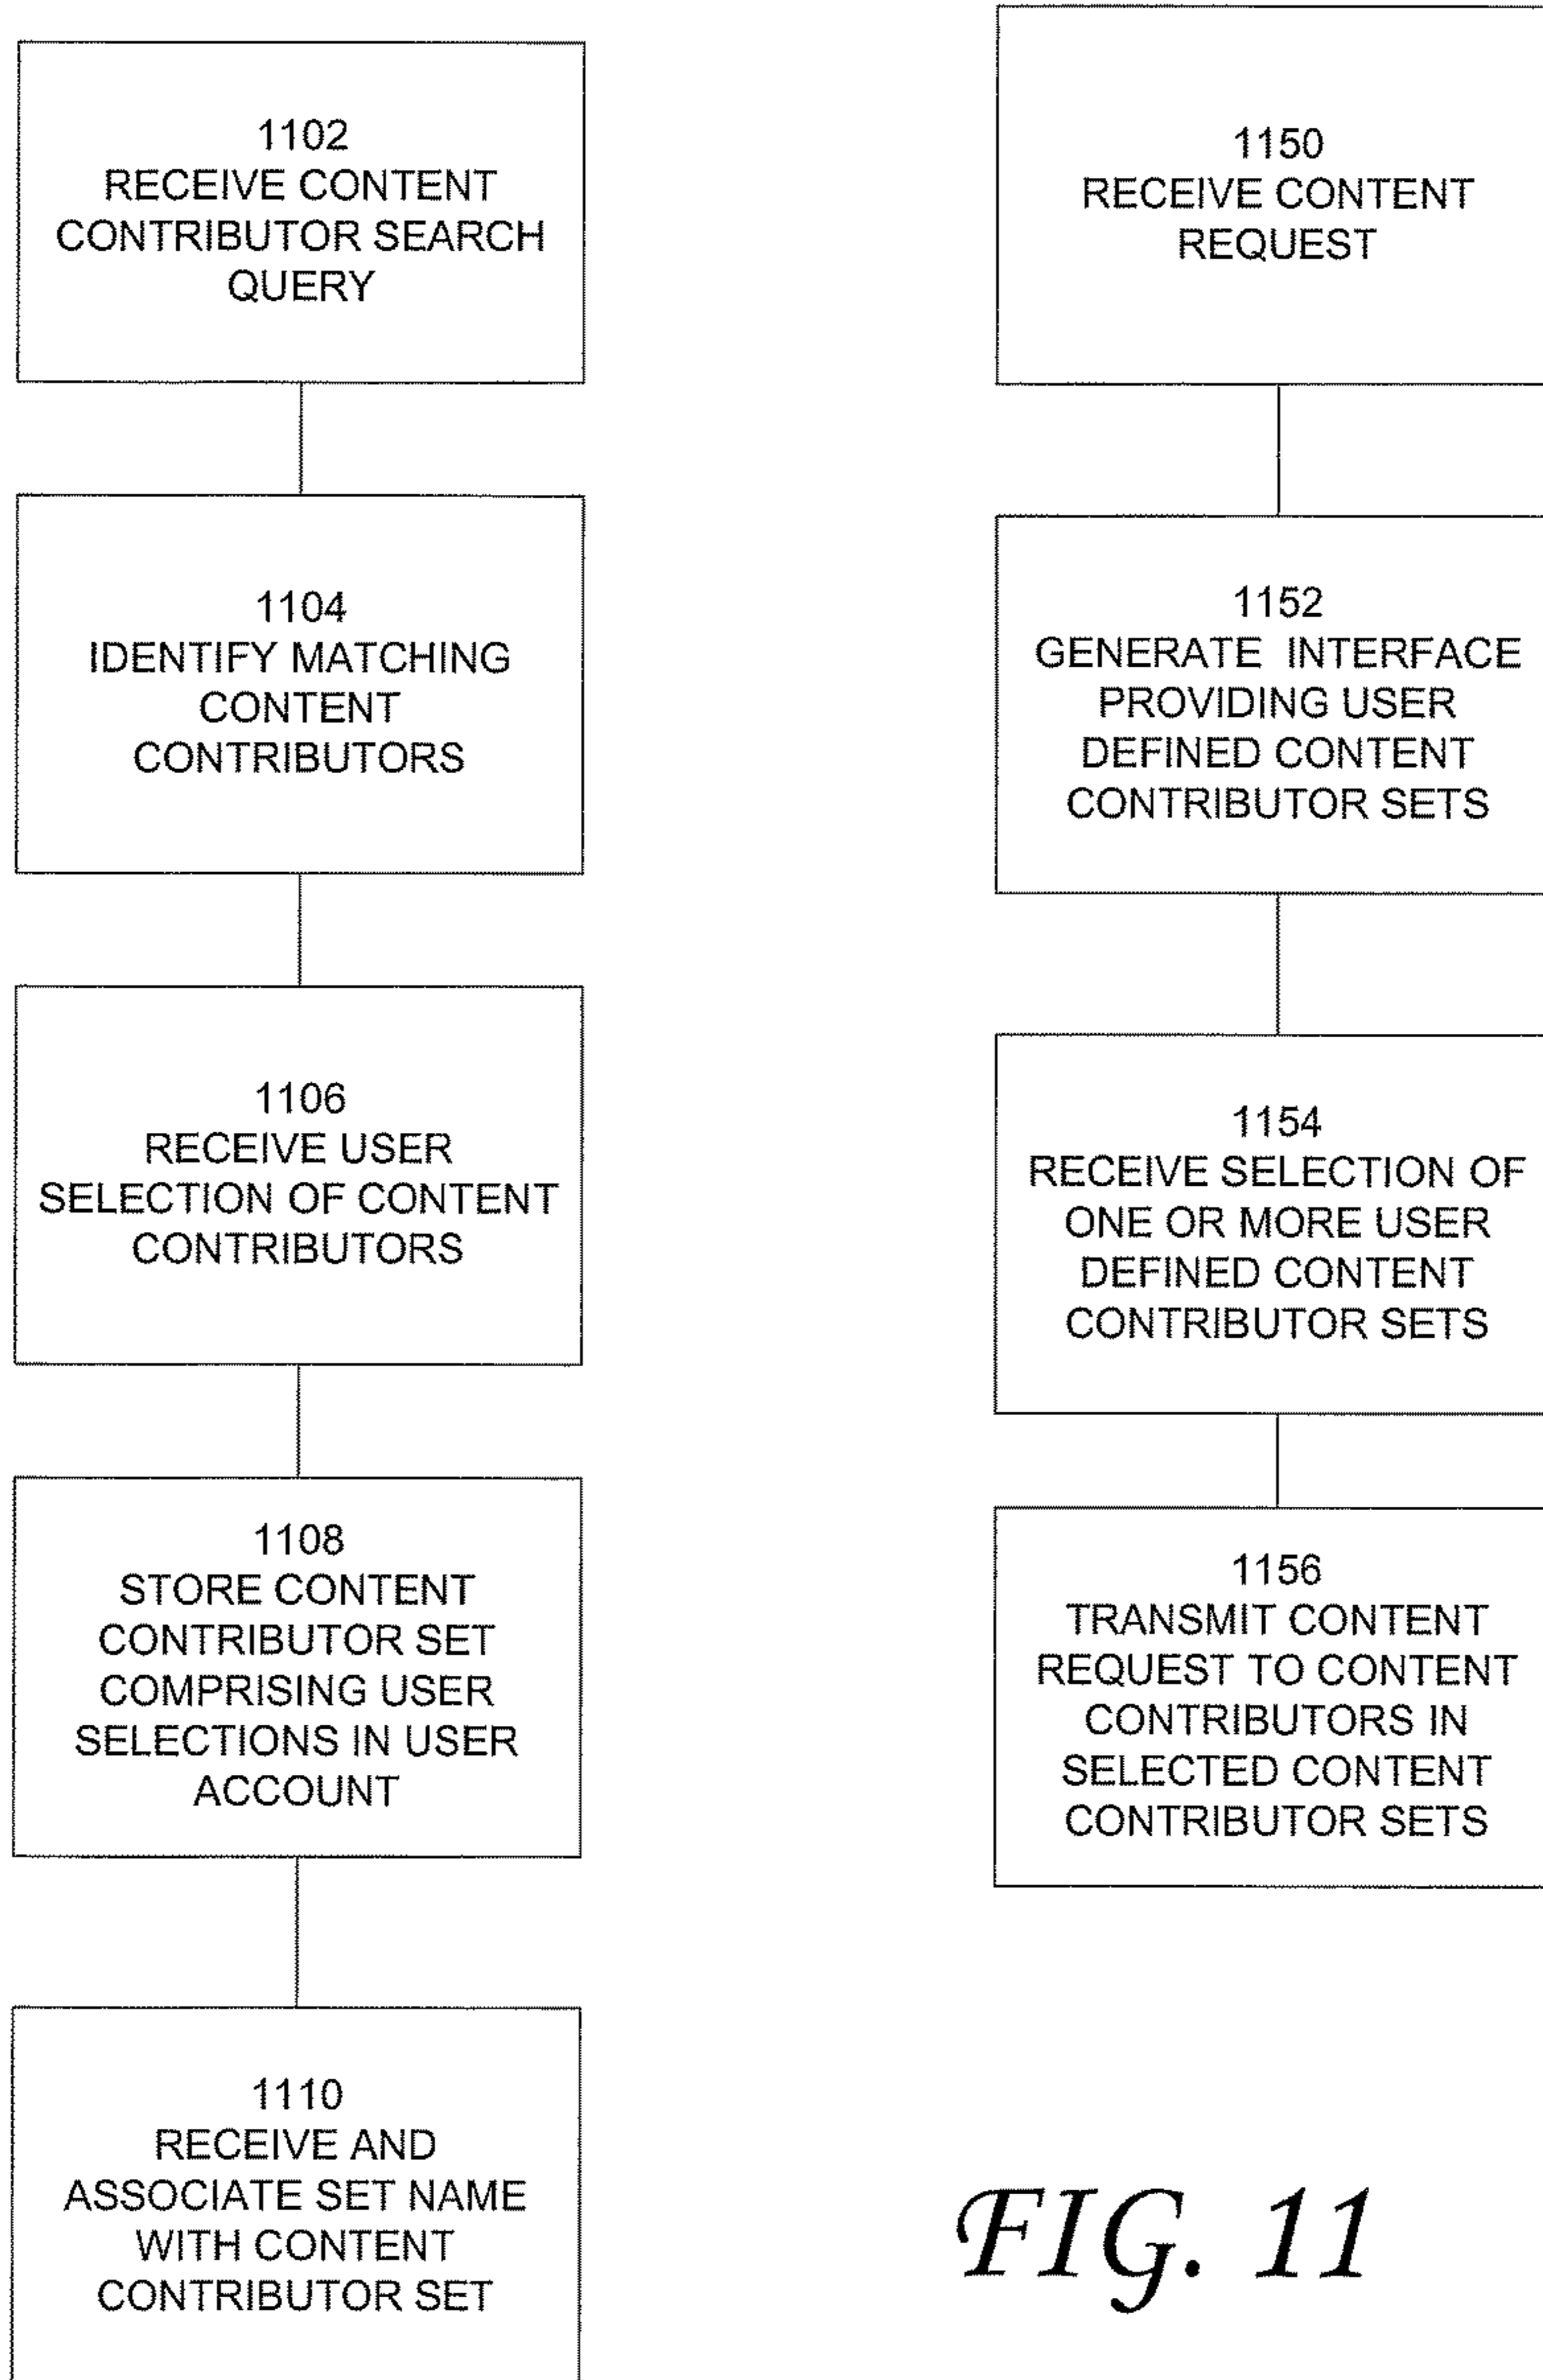 1102
RECEIVE CONTENT
CONTRIBUTOR SEARCH
QUERY
1104
IDENTIFY MATCHING
CONTENT
CONTRIBUTORS
1106
RECEIVE USER
SELECTION OF CONTENT
CONTRIBUTORS
1108
STORE CONTENT
CONTRIBUTOR SET
COMPRISING USER
SELECTIONS IN USER
ACCOUNT
1110
RECEIVE AND
ASSOCIATE SET NAME
WITH CONTENT
CONTRIBUTOR SET
1150
RECEIVE CONTENT
REQUEST
1152
GENERATE INTERFACE
PROVIDING USER
DEFINED CONTENT
CONTRIBUTOR SETS
1154
RECEIVE SELECTION OF
ONE OR MORE USER
DEFINED CONTENT
CONTRIBUTOR SETS
1156
TRANSMIT CONTENT
REQUEST TO CONTENT
CONTRIBUTORS IN
SELECTED CONTENT
CONTRIBUTOR SETS
FIG. 11